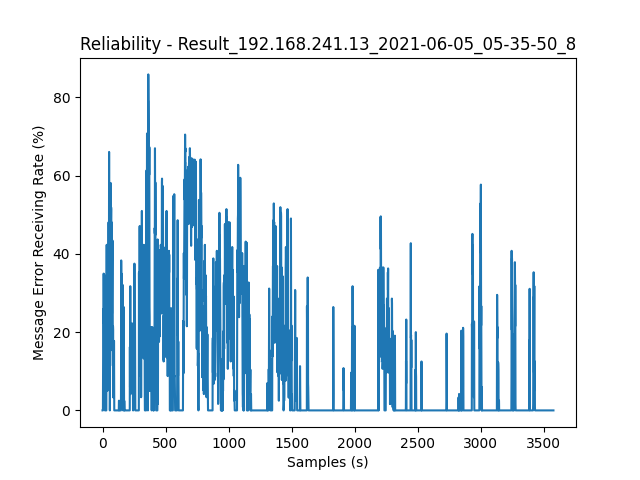 Reliability - Result_192.168.241.13_2021-06-05_05-35-50_8
Message Error Receiving Rate (%)
80
60
40
20
0
0 500 1000 1500 2000 2500 3000 3500
Samples (s)